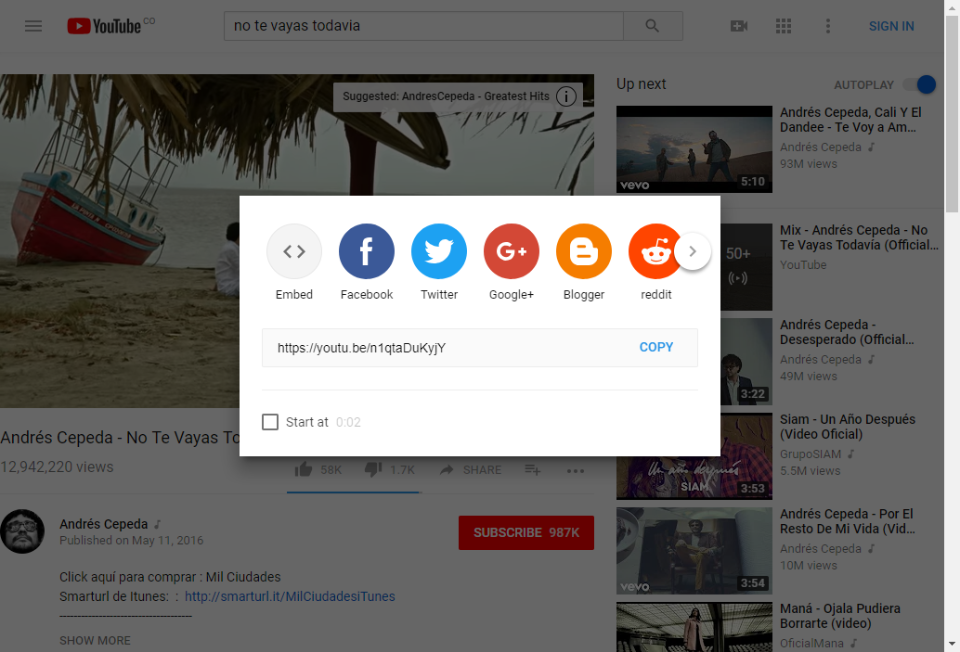 YouTube CO
no te vayas todavia
SIGN IN
Suggested: AndresCepeda - Greatest Hits
Embed
Facebook
Twitter
G+
Google+
Blogger
reddit
https://youtu.be/n1qtaDuKyjY
COPY
Start at 0:02
Andrés Cepeda - No Te Vayas To
12,942,220 views
58K
1.7K
SHARE
Andrés Cepeda
Published on May 11, 2016
SUBSCRIBE 987K
Click aquí para comprar : Mil Ciudades
Smarturl de Itunes: : http://smarturl.it/MilCiudadesiTunes
------------------------------------
SHOW MORE
Up next
AUTOPLAY
vevo
5:10
Andrés Cepeda, Cali Y El
Dandee - Te Voy a Am...
Andrés Cepeda
93M views
50+
Mix - Andrés Cepeda - No
Te Vayas Todavía (Official...
YouTube
3:22
Andrés Cepeda -
Desesperado (Official...
Andrés Cepeda
49M views
Un año después
SIAM
3:53
Siam - Un Año Después
(Video Oficial)
GrupoSIAM
5.5M views
vevo
3:54
Andrés Cepeda - Por El
Resto De Mi Vida (Vid...
Andrés Cepeda
10M views
Maná - Ojala Pudiera
Borrarte (video)
OficialMana